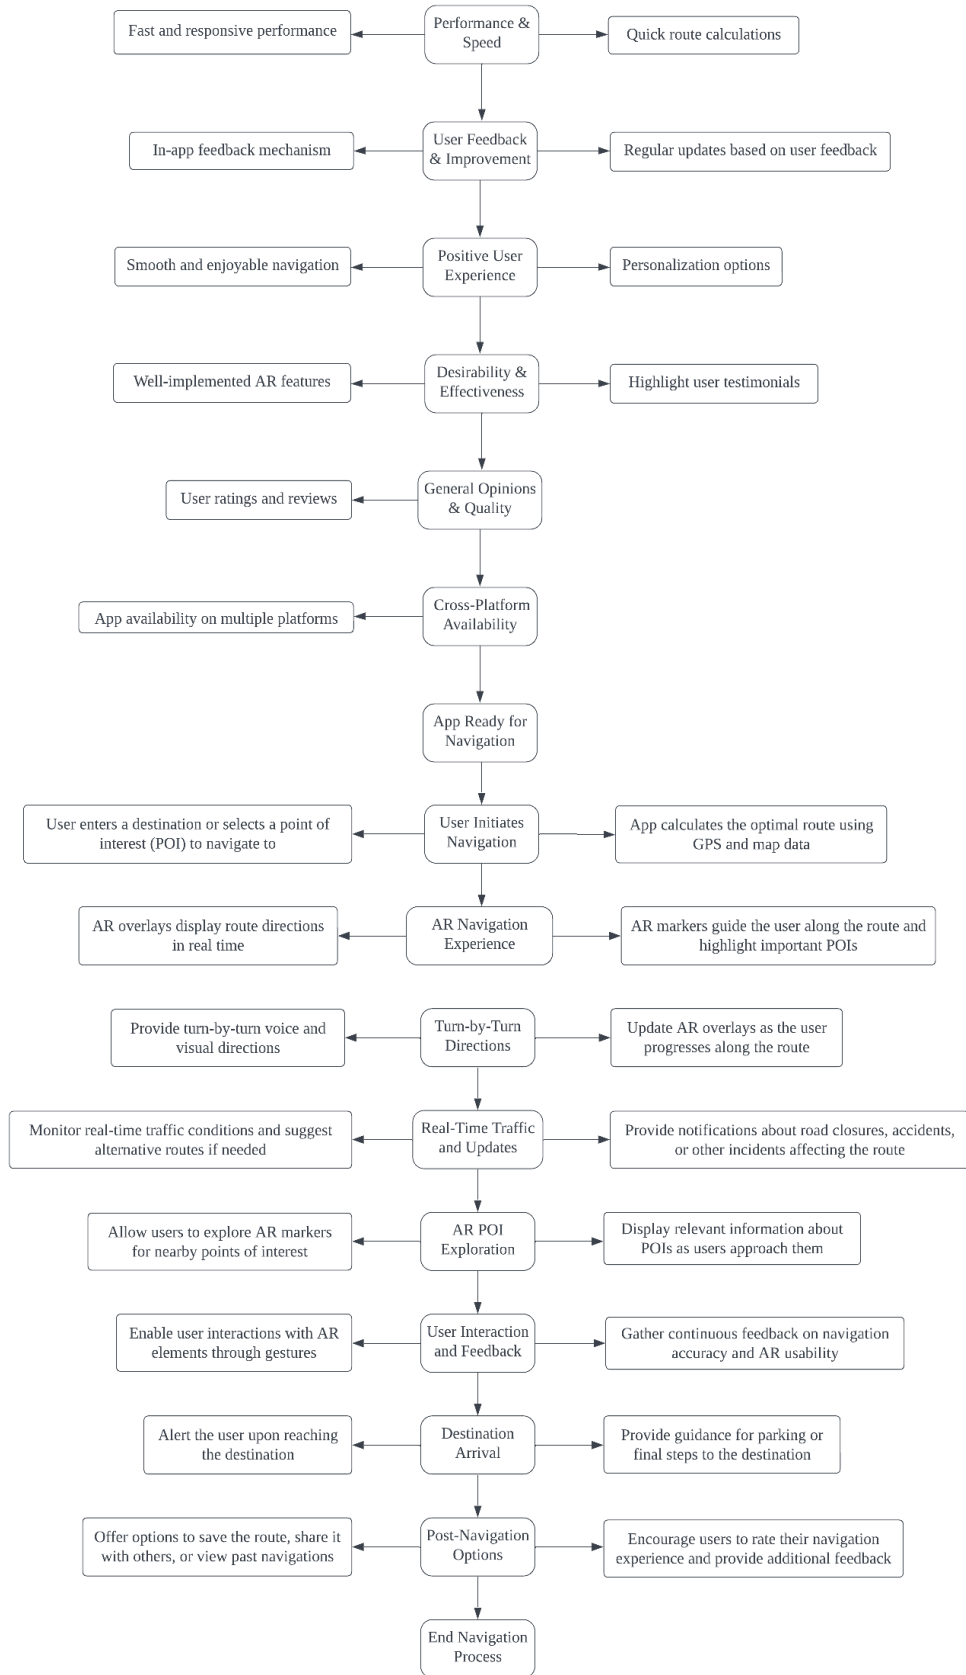 Fast and responsive performance
Performance &
Speed
Quick route calculations
In-app feedback mechanism
User Feedback
& Improvement
Regular updates based on user feedback
Smooth and enjoyable navigation
Positive User
Experience
Personalization options
Well-implemented AR features
Desirability &
Effectiveness
Highlight user testimonials
User ratings and reviews
General Opinions
& Quality
App availability on multiple platforms
Cross-Platform
Availability
App Ready for
Navigation
User enters a destination or selects a point of
interest (POI) to navigate to
User Initiates
Navigation
App calculates the optimal route using
GPS and map data
AR overlays display route directions
in real time
AR Navigation
Experience
AR markers guide the user along the route and
highlight important POIs
Provide turn-by-turn voice and
visual directions
Turn-by-Turn
Directions
Update AR overlays as the user
progresses along the route
Monitor real-time traffic conditions and suggest
alternative routes if needed
Real-Time Traffic
and Updates
Provide notifications about road closures, accidents,
or other incidents affecting the route
Allow users to explore AR markers
for nearby points of interest
AR POI
Exploration
Display relevant information about
POIs as users approach them
Enable user interactions with AR
elements through gestures
User Interaction
and Feedback
Gather continuous feedback on navigation
accuracy and AR usability
Alert the user upon reaching
the destination
Destination
Arrival
Provide guidance for parking or
final steps to the destination
Offer options to save the route, share it
with others, or view past navigations
Post-Navigation
Options
Encourage users to rate their navigation
experience and provide additional feedback
End Navigation
Process